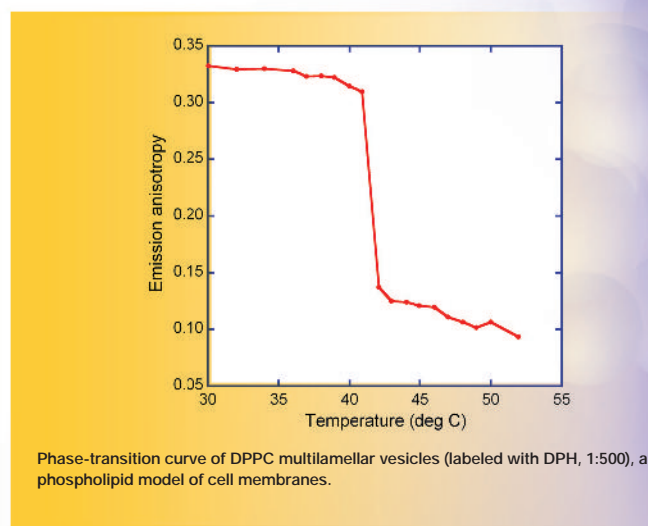 0.35
0.30
0.25
0.20
0.15
0.10
0.05
Emission anisotropy
30 35 40 45 50 55
Temperature (deg C)
Phase-transition curve of DPPC multilamellar vesicles (labeled with DPH, 1:500), a
phospholipid model of cell membranes.